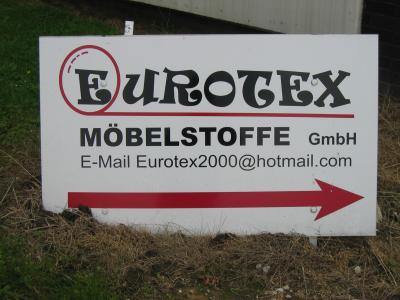 EUROTEX
MÖBELSTOFFE GmbH
E-Mail Eurotex2000@hotmail.com